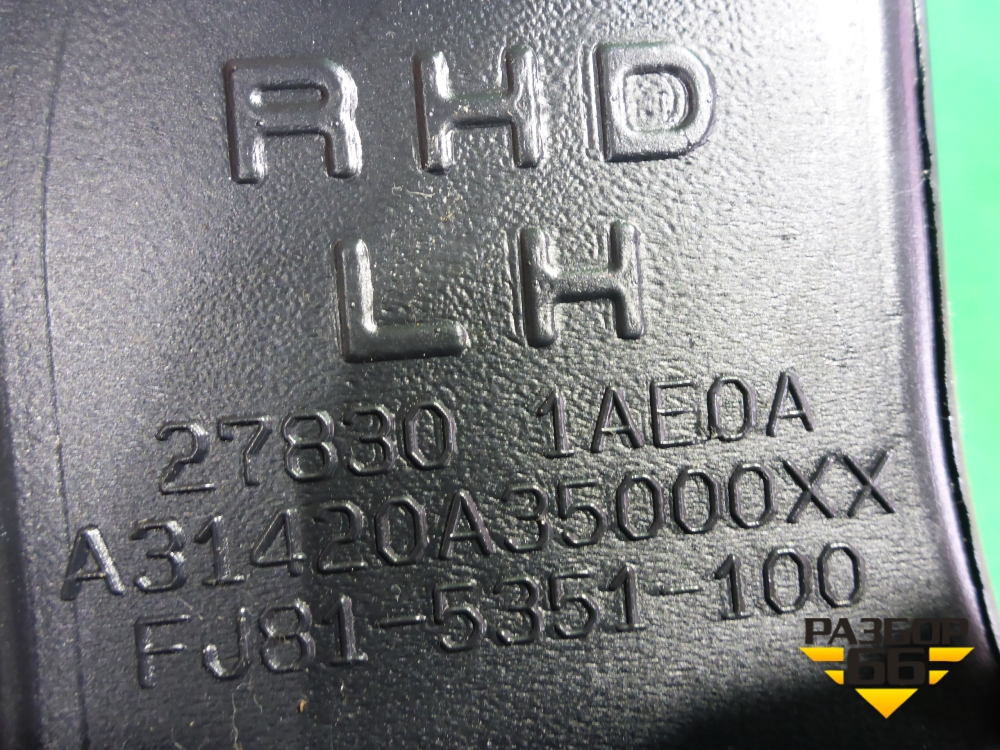 RHD
LH
27830 1AE0A
A31420A35000XX
FJ81-5351-100
РАЗБОР
66